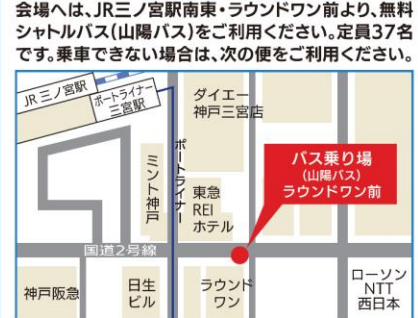 会場へは、JR三ノ宮駅南東・ラウンドワン前より、無料
シャトルバス(山陽バス)をご利用ください。定員37名
です。乗車できない場合は、次の便をご利用ください。
JR 三ノ宮駅
ポートライナー
三宮駅
ダイエー
神戸三宮店
ポートライナー
ミント神戸
バス乗り場
(山陽バス)
ラウンドワン前
東急
REI
ホテル
国道2号線
神戸阪急
日生
ビル
ラウンド
ワン
ローソン
NTT
西日本